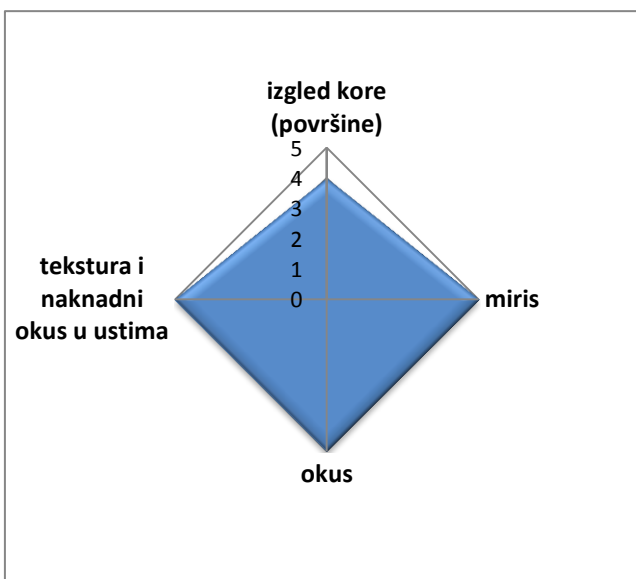 izgled kore
(površine)
5
4
3
2
1
0
tekstura i
naknadni
okus u ustima
miris
okus